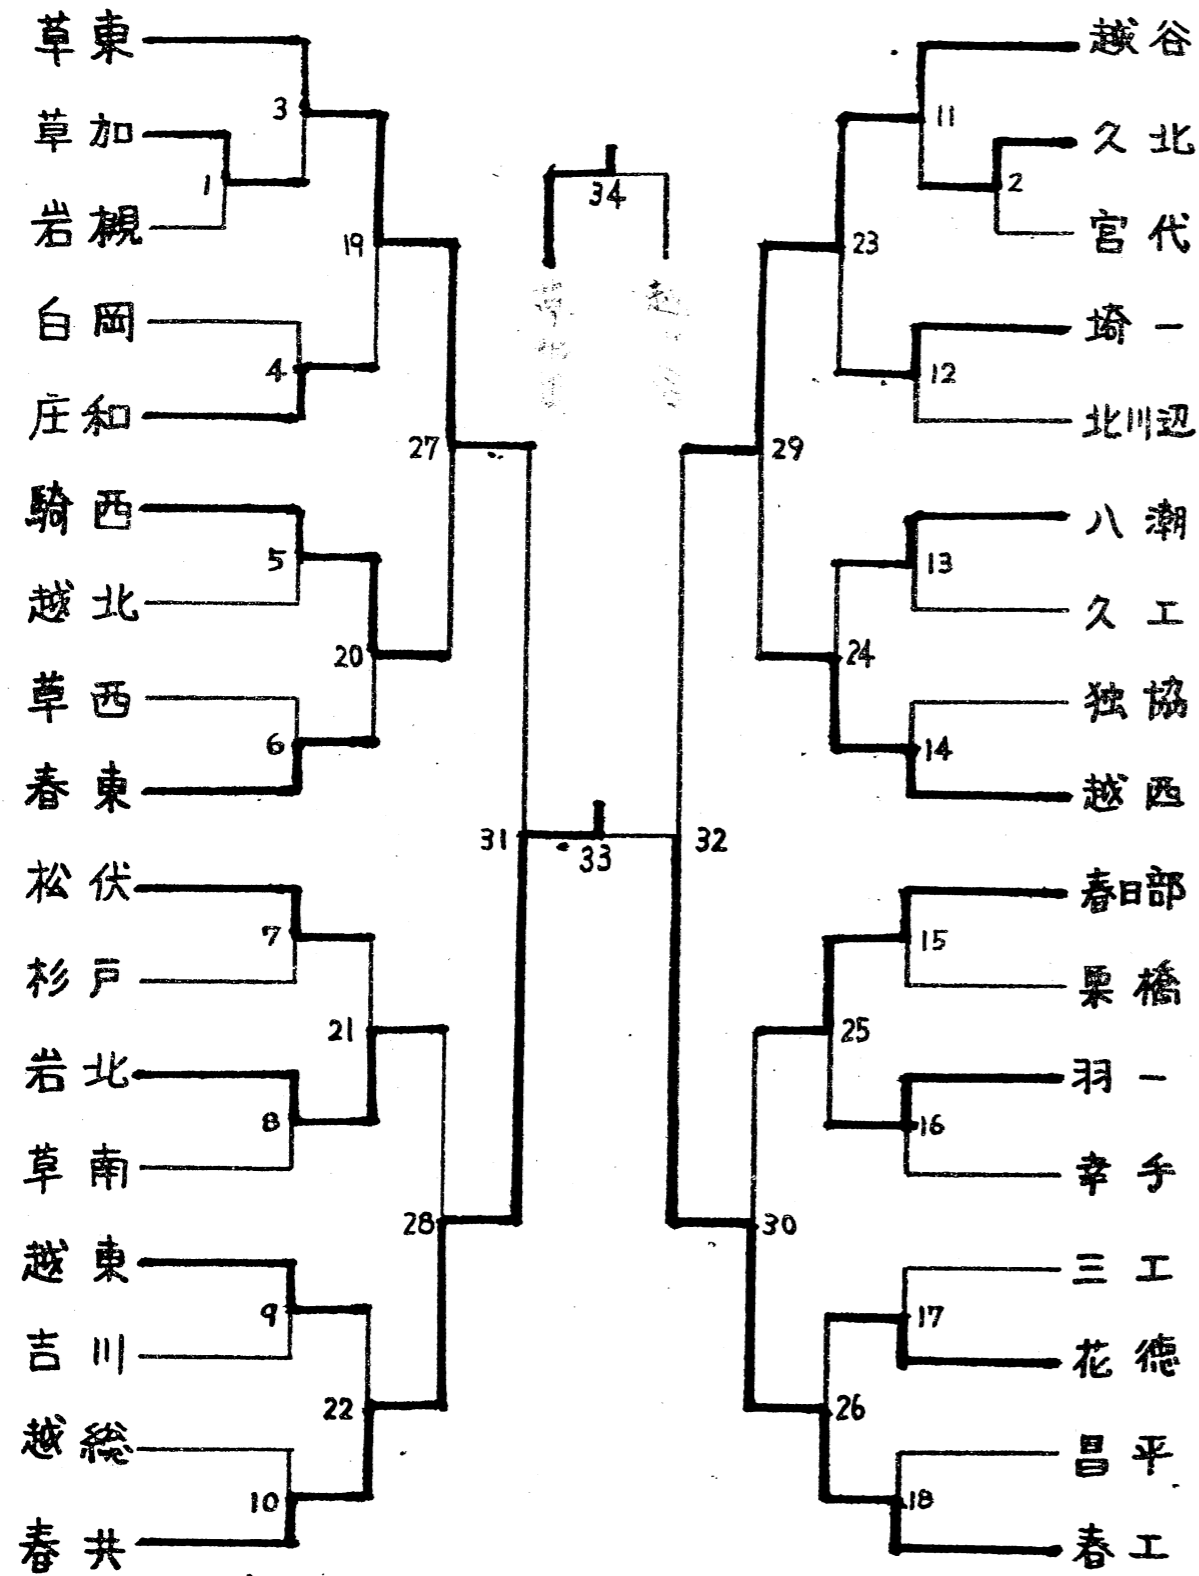 草東
草加
岩槻
白岡
庄和
騎西
越北
草西
春東
松伏
杉戸
岩北
草南
越東
吉川
越総
春共
1
3
4
5
6
7
8
9
10
19
20
21
22
27
28
31
33
34
32
29
30
23
24
25
26
11
2
12
13
14
15
16
17
18
越谷
久北
宮代
埼一
北川辺
八潮
久工
独協
越西
春日部
栗橋
羽一
幸手
三工
花徳
昌平
春工